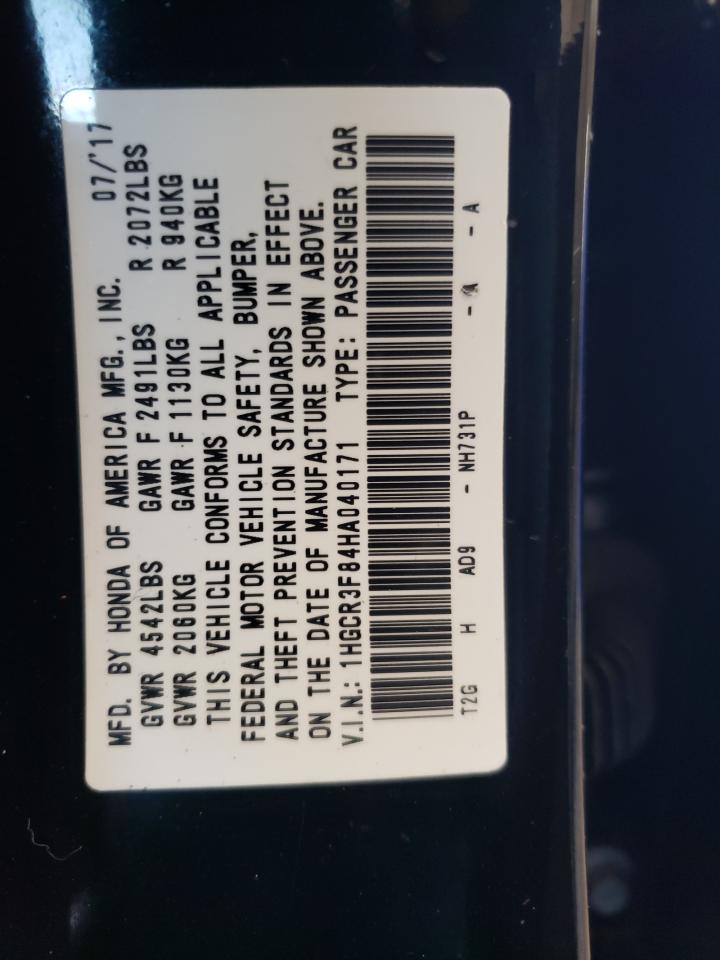 MFD. BY HONDA OF AMERICA MFG., INC. 07/'17
GVWR 4542LBS GAWR F 2491LBS R 2072LBS
GVWR 2060KG GAWR F 1130KG R 940KG
THIS VEHICLE CONFORMS TO ALL APPLICABLE
FEDERAL MOTOR VEHICLE SAFETY, BUMPER,
AND THEFT PREVENTION STANDARDS IN EFFECT
ON THE DATE OF MANUFACTURE SHOWN ABOVE.
V.I.N.: 1HGCR3F84HA040171 TYPE: PASSENGER CAR
T2G H AD9 - NH731P - - A